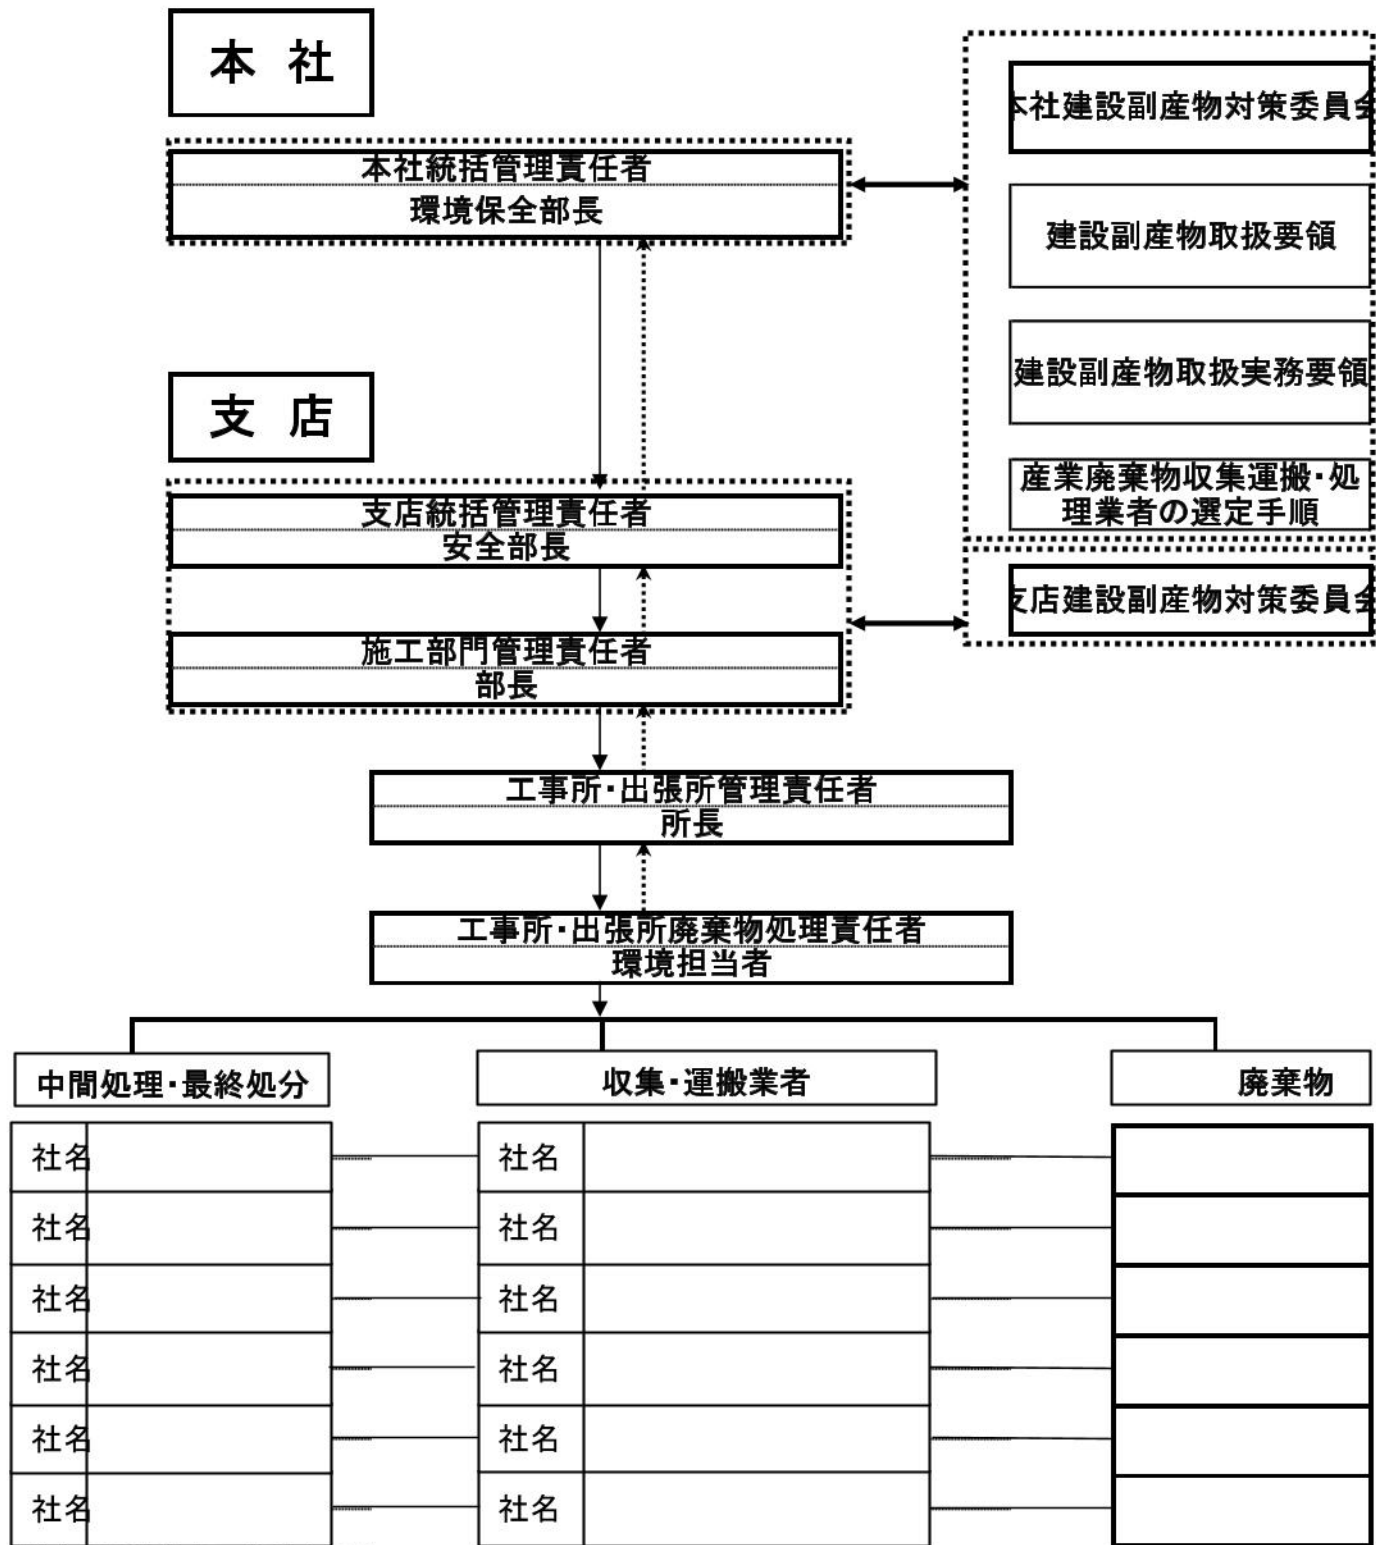 本 社
本社建設副産物対策委員会
本社統括管理責任者
環境保全部長
建設副産物取扱要領
建設副産物取扱実務要領
支 店
産業廃棄物収集運搬・処
理業者の選定手順
支店統括管理責任者
安全部長
支店建設副産物対策委員会
施工部門管理責任者
部長
工事所・出張所管理責任者
所長
工事所・出張所廃棄物処理責任者
環境担当者
中間処理・最終処分
収集・運搬業者
廃棄物
社名
社名
社名
社名
社名
社名
社名
社名
社名
社名
社名
社名